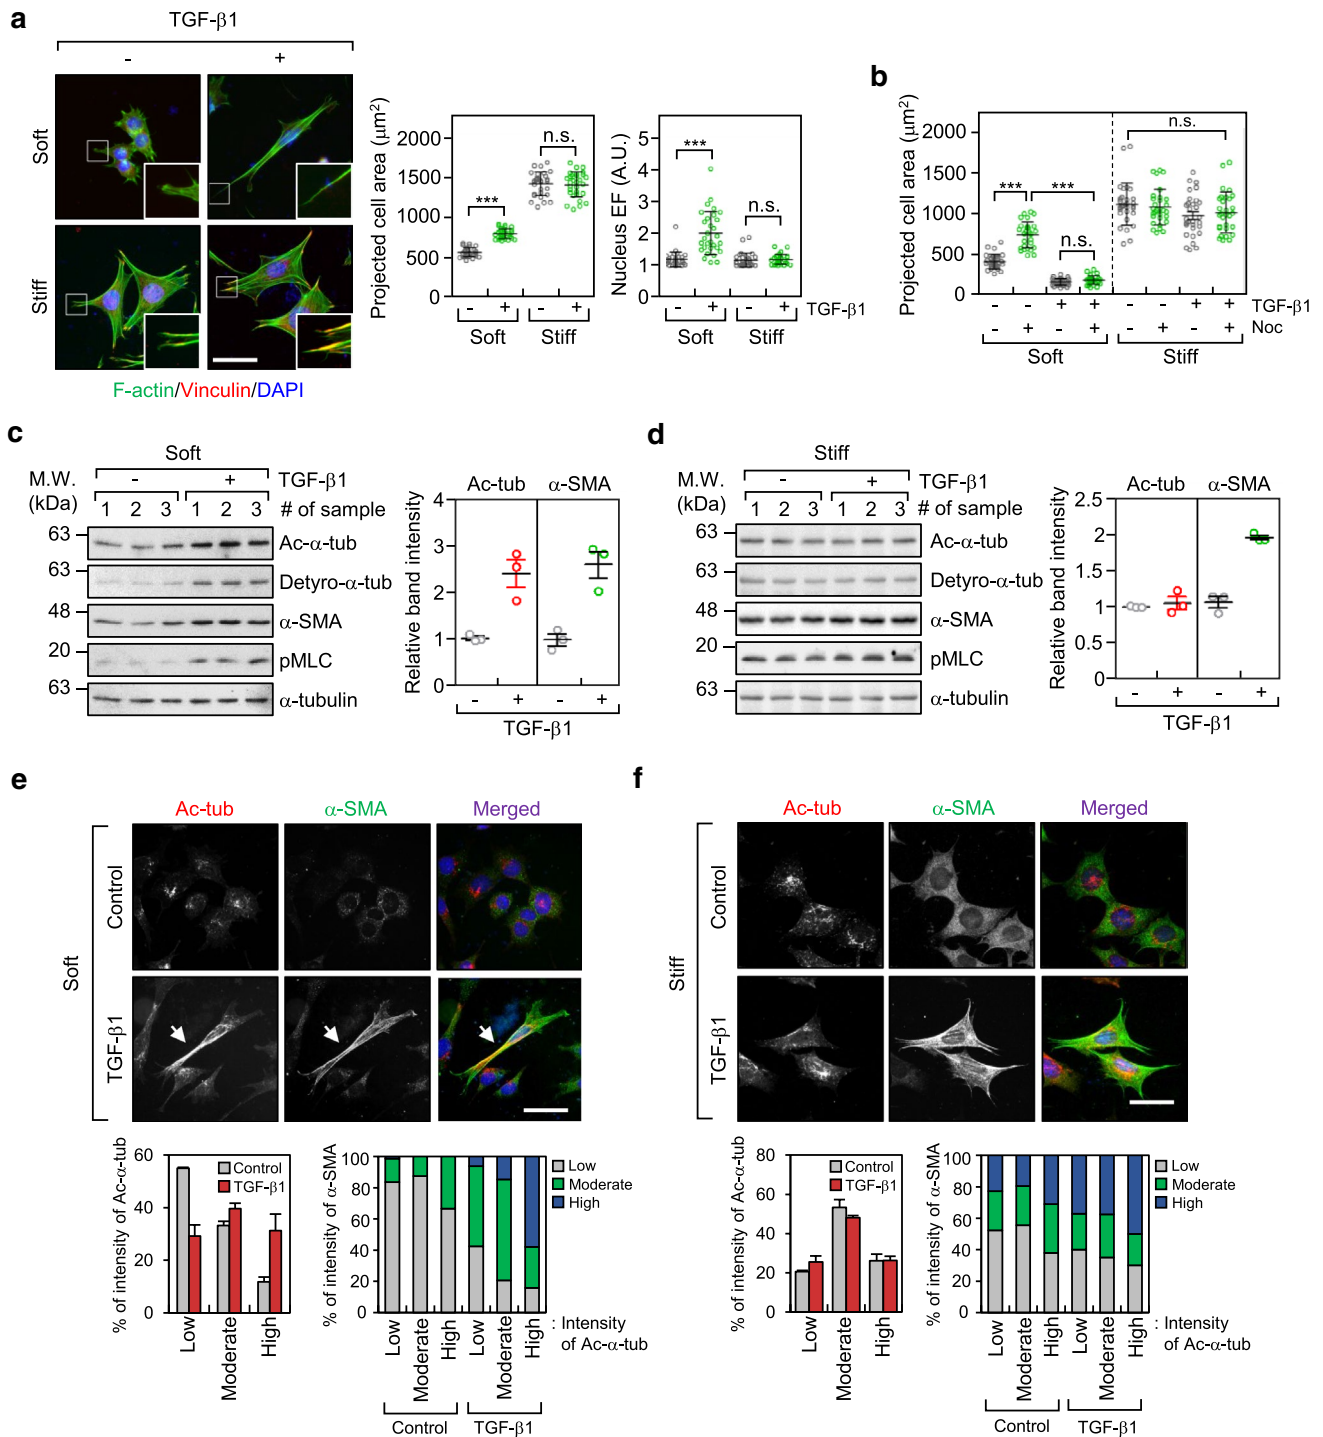 a
TGF-β1
- +
Soft
Stiff
F-actin/Vinculin/DAPI
Projected cell area (μm²)
2000
1500
1000
500
0
***
n.s.
- + - +
Soft Stiff
Nucleus EF (A.U.)
5
4
3
2
1
0
***
n.s.
- + - + TGF-β1
Soft Stiff
b
Projected cell area (μm²)
2000
1500
1000
500
0
*** ***
n.s.
n.s.
- - + + - - + + TGF-β1
- + - + - + - + Noc
Soft Stiff
c
Soft
M.W. (kDa)
- + TGF-β1
1 2 3 1 2 3 # of sample
63 Ac-α-tub
63 Detyro-α-tub
48 α-SMA
20 pMLC
63 α-tubulin
Relative band intensity
Ac-tub α-SMA
4
3
2
1
0
- + - +
TGF-β1
d
Stiff
M.W. (kDa)
- + TGF-β1
1 2 3 1 2 3 # of sample
63 Ac-α-tub
63 Detyro-α-tub
48 α-SMA
20 pMLC
63 α-tubulin
Relative band intensity
Ac-tub α-SMA
2.5
2
1.5
1
0.5
0
- + - +
TGF-β1
e
Ac-tub α-SMA Merged
Soft
Control
TGF-β1
% of intensity of Ac-α-tub
60
40
20
0
Control
TGF-β1
Low Moderate High
% of intensity of α-SMA
100
80
60
40
20
0
Low
Moderate
High
Low Moderate High Low Moderate High
: Intensity
of Ac-α-tub
Control TGF-β1
f
Ac-tub α-SMA Merged
Stiff
Control
TGF-β1
% of intensity of Ac-α-tub
80
60
40
20
0
Control
TGF-β1
Low Moderate High
% of intensity of α-SMA
100
80
60
40
20
0
Low
Moderate
High
Low Moderate High Low Moderate High
: Intensity
of Ac-α-tub
Control TGF-β1